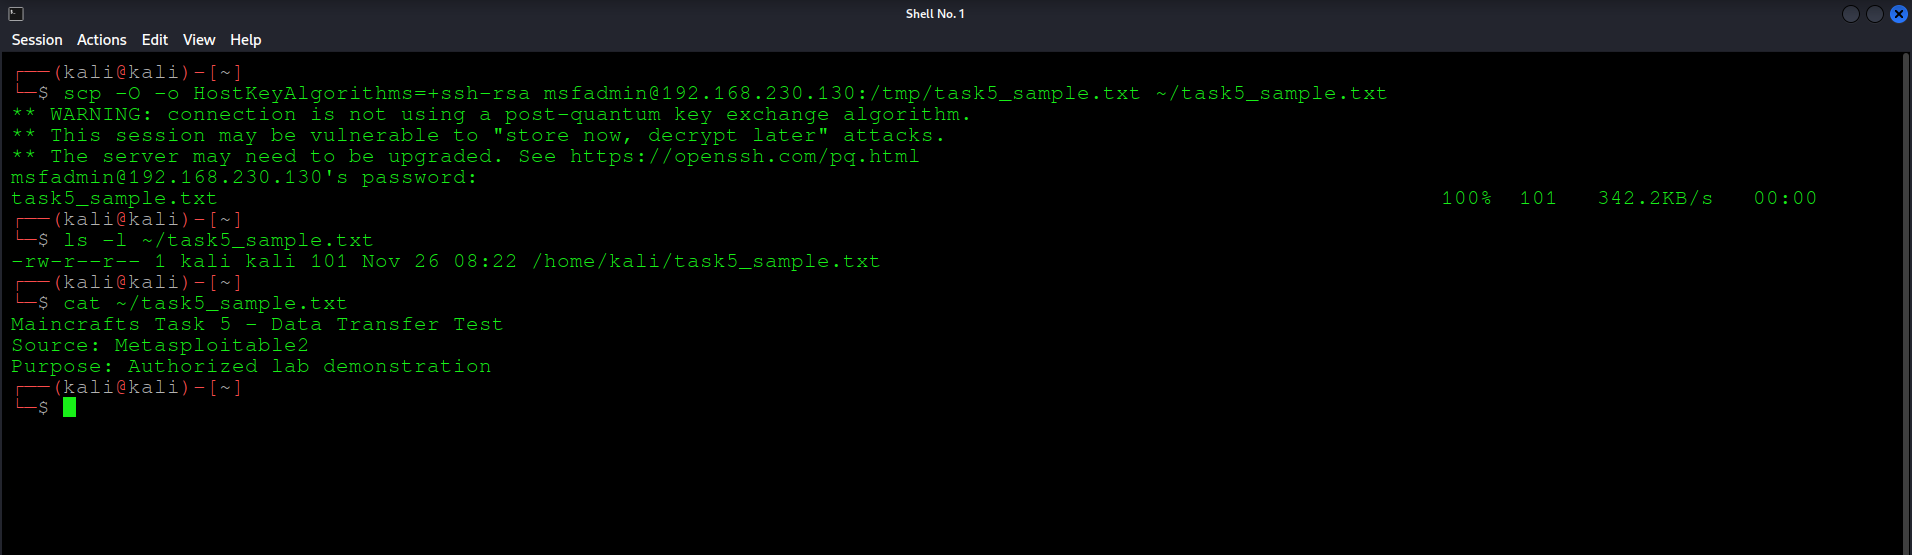 Shell No. 1
Session Actions Edit View Help
┌──(kali@kali)-[~]
└─$ scp -O -o HostKeyAlgorithms=+ssh-rsa msfadmin@192.168.230.130:/tmp/task5_sample.txt ~/task5_sample.txt
** WARNING: connection is not using a post-quantum key exchange algorithm.
** This session may be vulnerable to "store now, decrypt later" attacks.
** The server may need to be upgraded. See https://openssh.com/pq.html
msfadmin@192.168.230.130's password:
task5_sample.txt 100% 101 342.2KB/s 00:00
┌──(kali@kali)-[~]
└─$ ls -l ~/task5_sample.txt
-rw-r--r-- 1 kali kali 101 Nov 26 08:22 /home/kali/task5_sample.txt
┌──(kali@kali)-[~]
└─$ cat ~/task5_sample.txt
Maincrafts Task 5 - Data Transfer Test
Source: Metasploitable2
Purpose: Authorized lab demonstration
┌──(kali@kali)-[~]
└─$